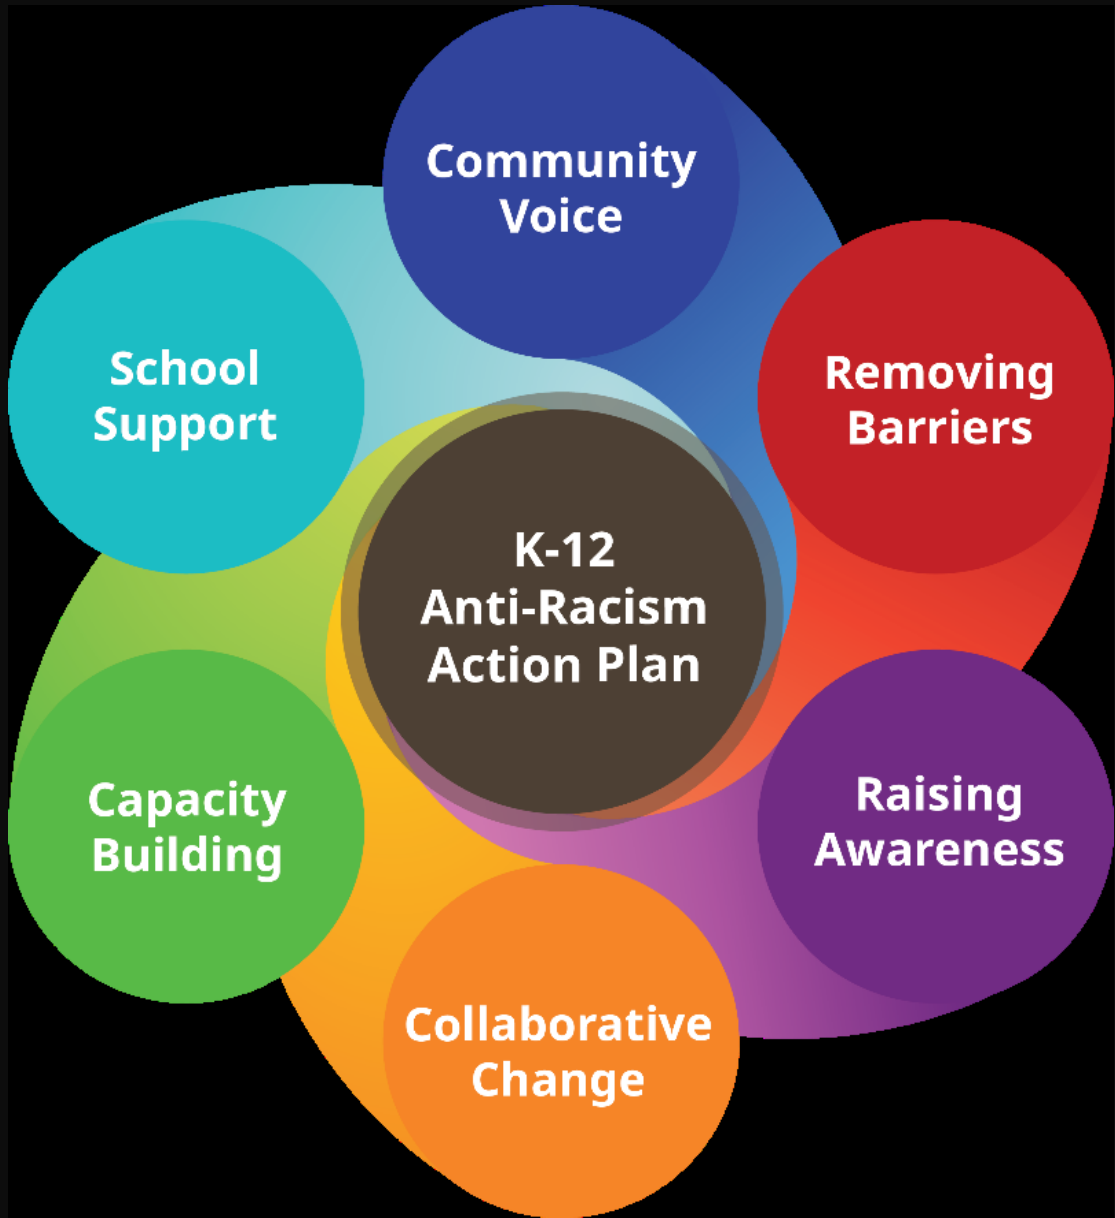 Community
Voice
Removing
Barriers
School
Support
K-12
Anti-Racism
Action Plan
Raising
Awareness
Capacity
Building
Collaborative
Change